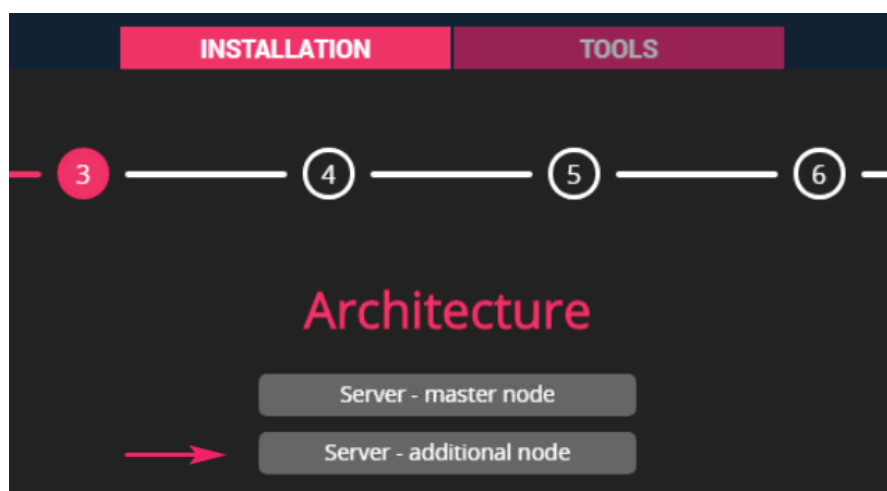 INSTALLATION TOOLS
3 4 5 6
Architecture
Server - master node
Server - additional node